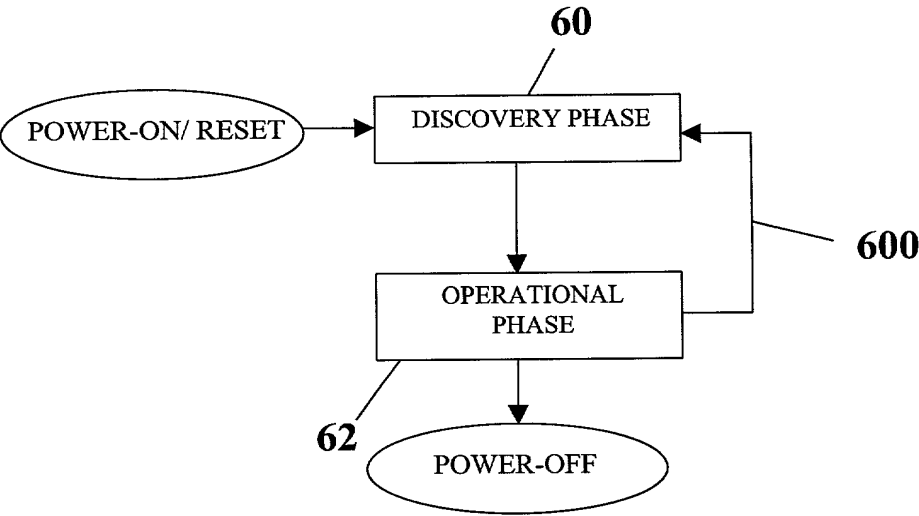 60
POWER-ON/ RESET
DISCOVERY PHASE
600
OPERATIONAL
PHASE
62
POWER-OFF